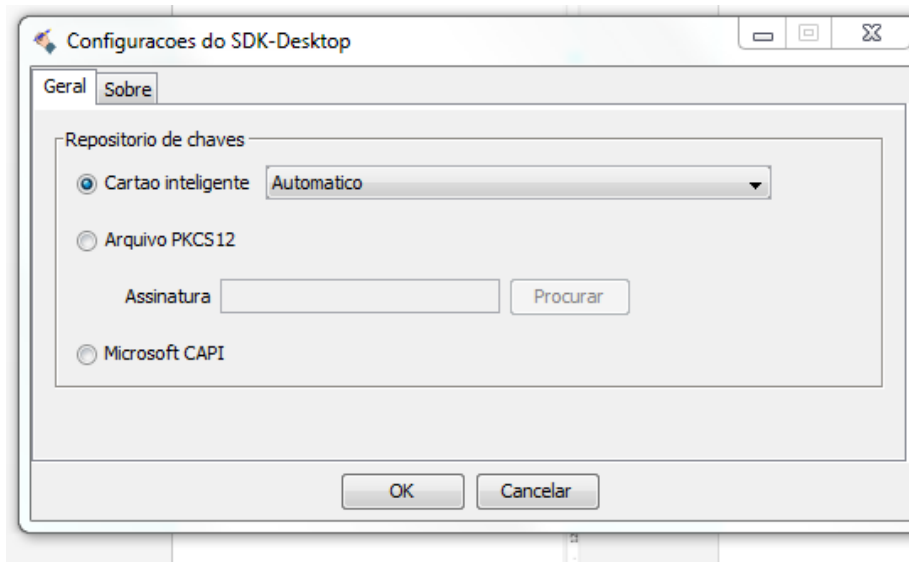 Configuracoes do SDK-Desktop
Geral Sobre
Repositorio de chaves
Cartao inteligente Automatico
Arquivo PKCS12
Assinatura Procurar
Microsoft CAPI
OK Cancelar